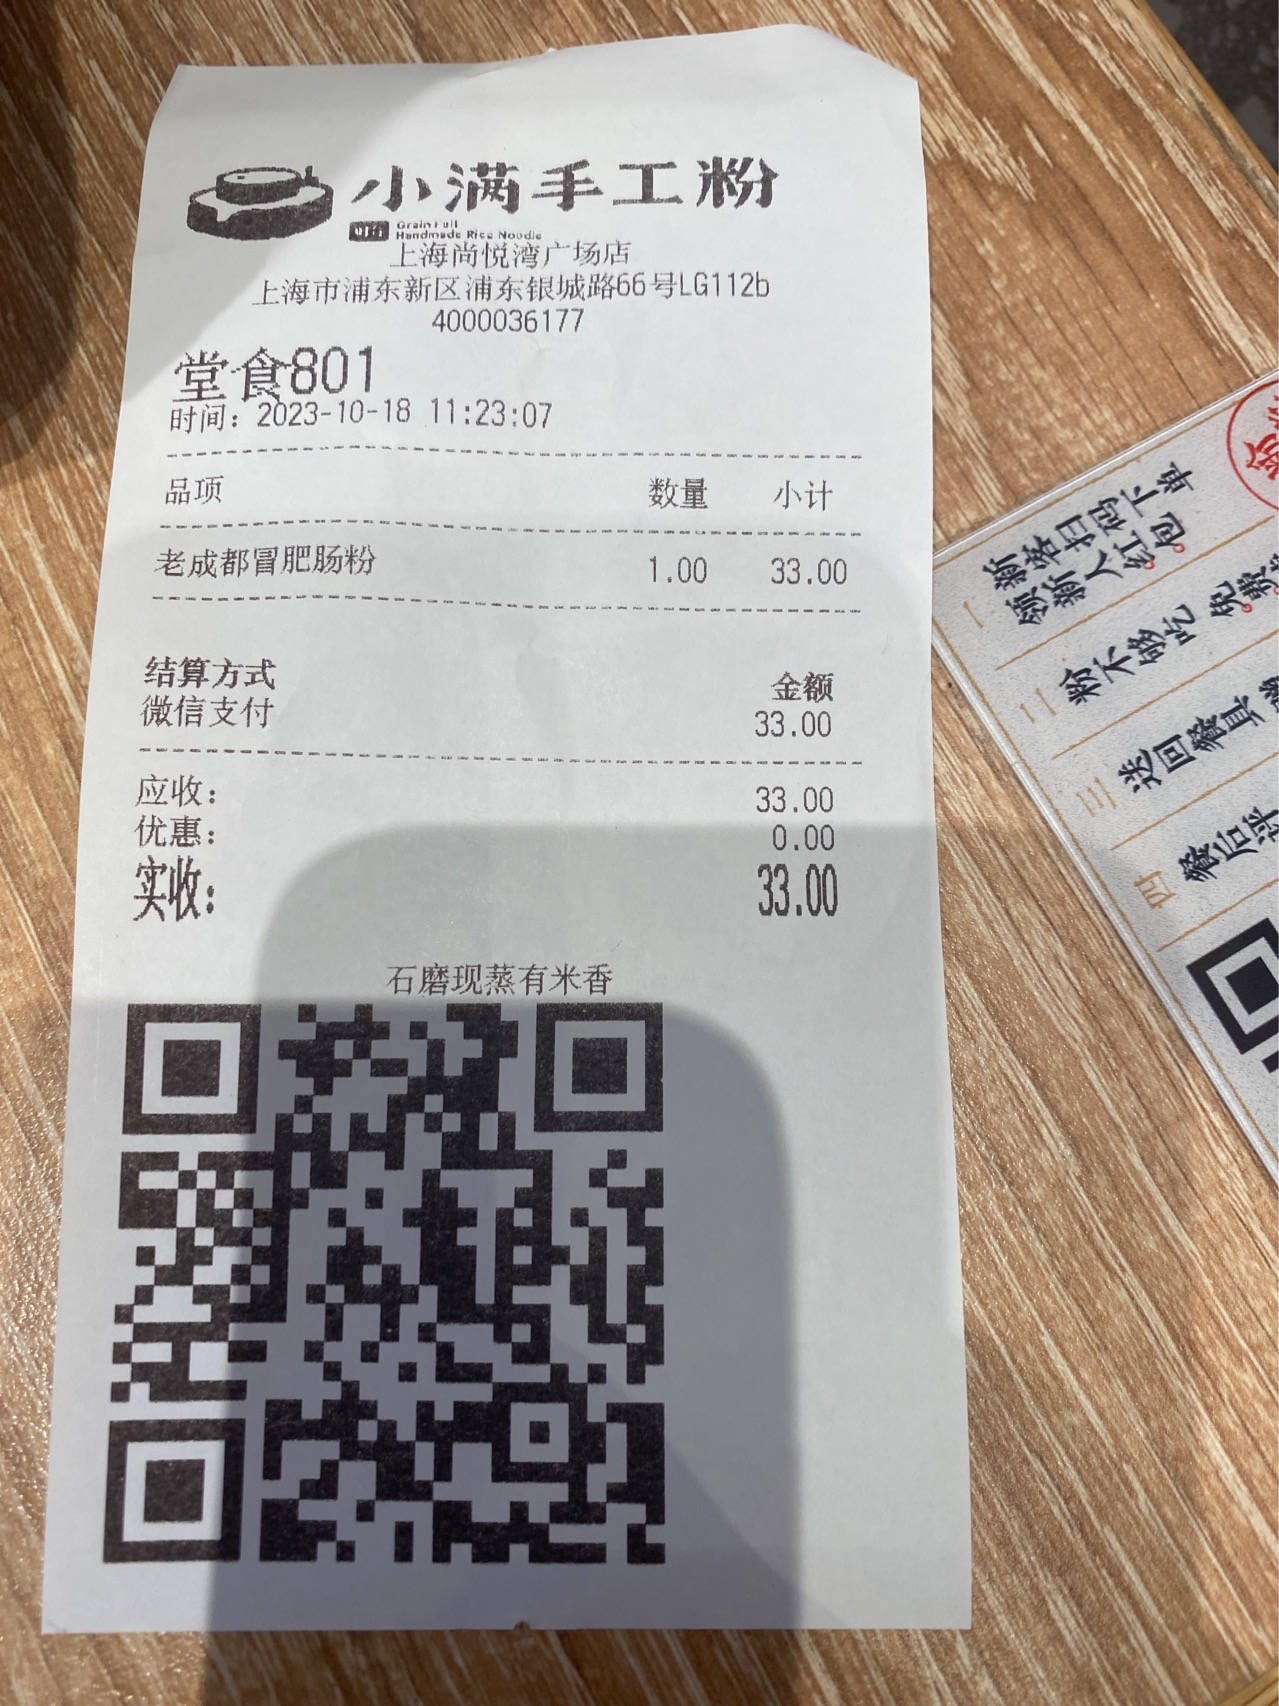 小满手工粉
Grain Full
Handmade Rice Noodle
上海尚悦湾广场店
上海市浦东新区浦东银城路66号LG112b
4000036177
堂食801
时间：2023-10-18 11:23:07
品项 数量 小计
老成都冒肥肠粉 1.00 33.00
结算方式 金额
微信支付 33.00
应收： 33.00
优惠： 0.00
实收： 33.00
石磨现蒸有米香
一 新客扫码下单
领新人红包
二 粉不够吃 免费
三 送回餐具
四 餐后评